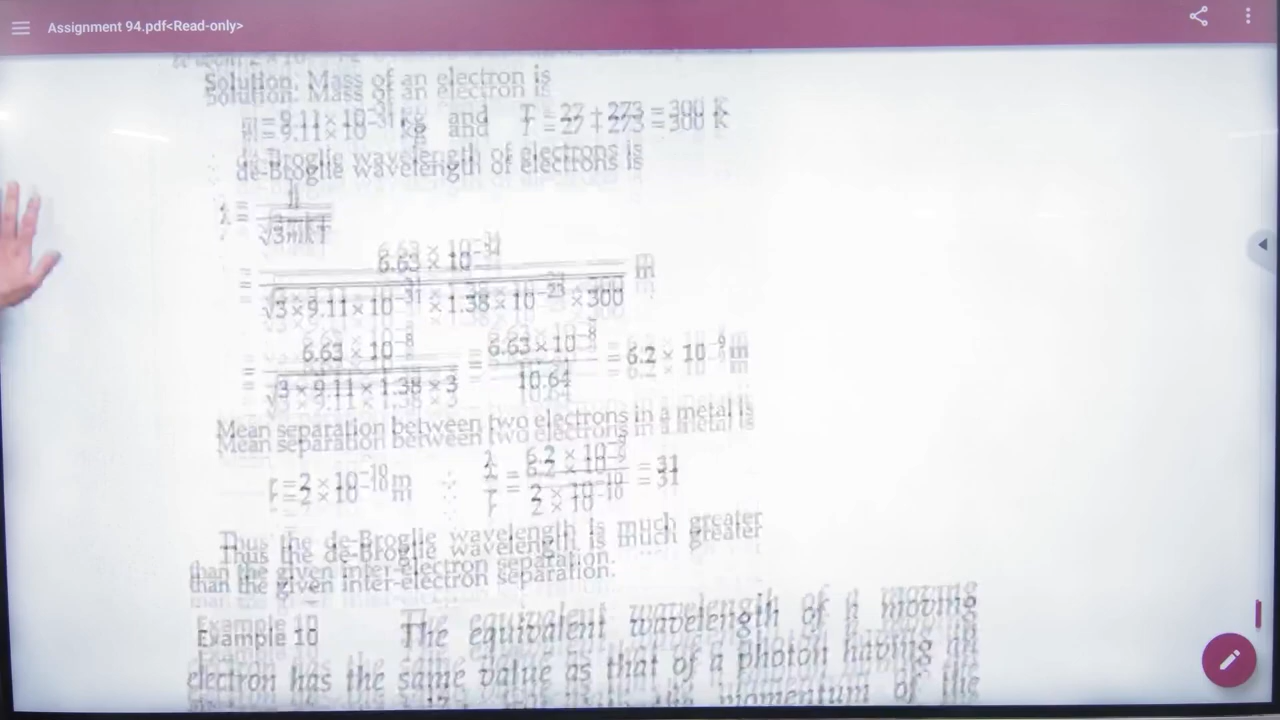 Assignment 94.pdf<Read-only>
Solution. Mass of an electron is
m = 9.11 × 10⁻³¹ kg and T = 27 + 273 = 300 K
∴ de-Broglie wavelength of electrons is
λ = h / √3mkT
= 6.63 × 10⁻³⁴ / √3 × 9.11 × 10⁻³¹ × 1.38 × 10⁻²³ × 300 m
= 6.63 × 10⁻⁸ / √3 × 9.11 × 1.38 × 3 = 6.63 × 10⁻⁸ / 10.64 = 6.2 × 10⁻⁹ m
Mean separation between two electrons in a metal is
r = 2 × 10⁻¹⁰ m ∴ λ / r = 6.2 × 10⁻⁹ / 2 × 10⁻¹⁰ = 31
Thus the de-Broglie wavelength is much greater
than the given inter-electron separation.
Example 10 The equivalent wavelength of a moving
electron has the same value as that of a photon having an
momentum of the